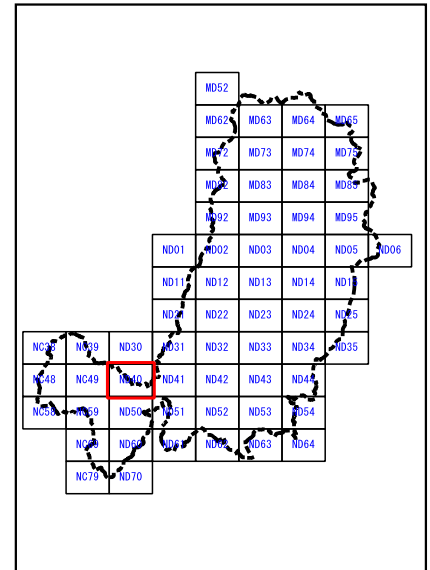 MD52
MD62 MD63 MD64 MD65
MD72 MD73 MD74 MD75
MD82 MD83 MD84 MD85
MD92 MD93 MD94 MD95
ND01 ND02 ND03 ND04 ND05 ND06
ND11 ND12 ND13 ND14 ND15
ND21 ND22 ND23 ND24 ND25
NC38 NC39 ND30 ND31 ND32 ND33 ND34 ND35
NC48 NC49 ND40 ND41 ND42 ND43 ND44
NC58 NC59 ND50 ND51 ND52 ND53 ND54
NC69 ND60 ND61 ND62 ND63 ND64
NC79 ND70